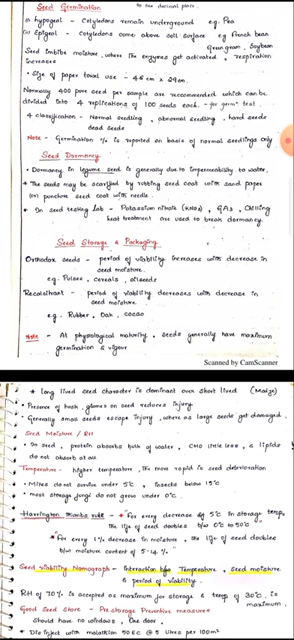 to one decimal place
Seed Germination
(i) hypogeal - Cotyledons remain underground e.g. Pea
(ii) Epigeal - Cotyledons come above soil surface e.g. French bean
Green gram, Soybean
Seed imbibe moisture, where the enzymes get activated, respiration
increases
• Size of paper towel use - 46 cm x 29cm.
Normally 400 pure seed per sample are recommended which can be
divided into 4 replications of 100 seeds each - for germn test.
4 classification - Normal seedling, abnormal seedling, hard seeds
dead seeds
Note - Germination % is reported on basis of normal seedlings only
Seed Dormancy
• Dormancy in legume seed is generally due to impermeability to water.
* The seeds may be scarified by rubbing seed coat with sand paper
(or) puncture seed coat with needle.
* In seed testing lab - Potassium nitrate (KNO3), GA3, Chilling
heat treatment are used to break dormancy.
Seed Storage & Packaging
Orthodox seeds - period of viability increases with decrease in
seed moisture.
e.g. Pulses, cereals, oilseeds
Recalcitrant - period of viability decreases with decrease in
seed moisture
e.g. Rubber, Oak, cocao
Note - At physiological maturity, seeds generally have maximum
germination & vigour
Scanned by CamScanner
* long lived seed character is dominant over short lived (Maize)
• Presence of husk, glumes on seed reduces injury
• Generally small seeds escape injury, where as large seeds get damaged.
Seed Moisture / RH
• In seed, protein absorbs bulk of water, CHO little less, & lipids
do not absorb at all
Temperature - higher temperature, the more rapid is seed deterioration
• Mites do not survive under 5°c, insects below 15°c
• most storage fungi do not grow under 0°c.
Harrington thumbs rule - * For every decrease of 5°c in storage temp,
the life of seed doubles b/w 0°c to 50°c "
* For every 1% decrease in moisture, the life of seed doubles
b/w moisture content of 5-14 %. "
Seed viability Nomograph - Interaction b/w Temperature, seed moisture
& period of viability.
RH of 70% is accepted as maximum for storage & temp of 30°c, is
maximum.
Good Seed Store - Pre storage Preventive measures
Should have no windows, One door.
• Disinfected with malathion 50 EC @ 5 litres per 100m²